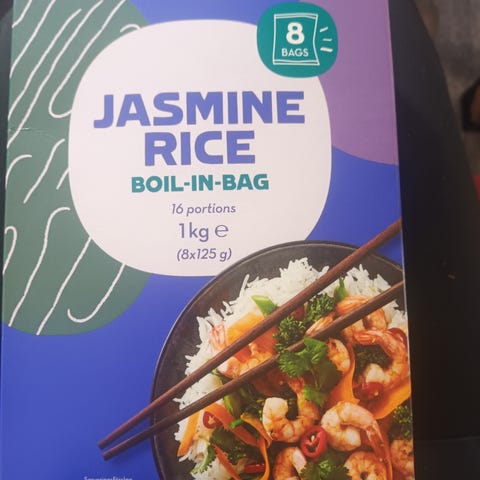 8
BAGS
JASMINE
RICE
BOIL-IN-BAG
16 portions
1kg ℮
(8x125 g)